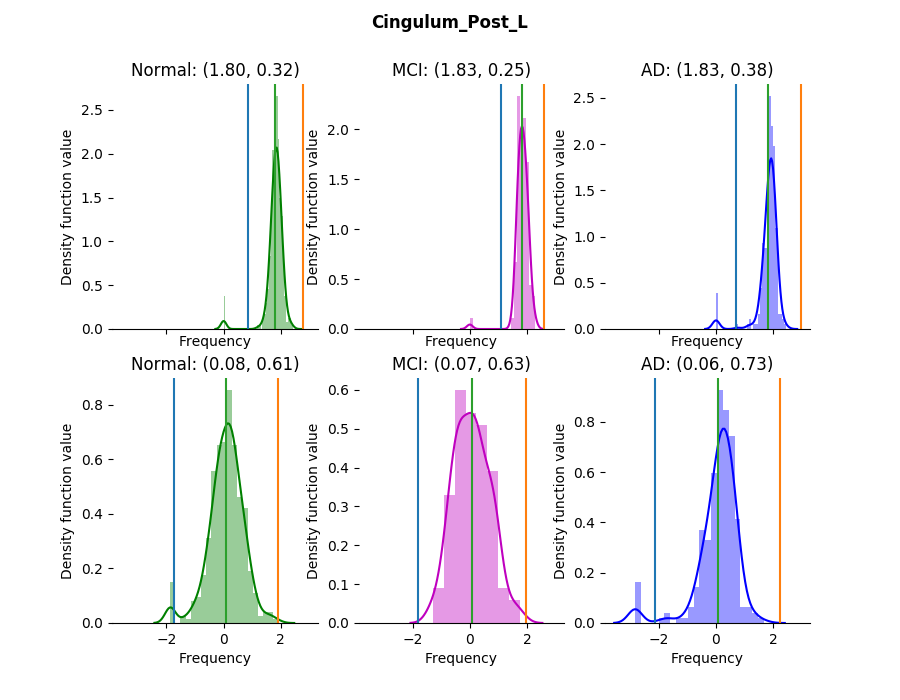 Cingulum_Post_L
Normal: (1.80, 0.32)
MCI: (1.83, 0.25)
AD: (1.83, 0.38)
Density function value
2.5
2.0
1.5
1.0
0.5
0.0
Frequency
Density function value
2.0
1.5
1.0
0.5
0.0
Frequency
Density function value
2.5
2.0
1.5
1.0
0.5
0.0
Frequency
Normal: (0.08, 0.61)
MCI: (0.07, 0.63)
AD: (0.06, 0.73)
Density function value
0.8
0.6
0.4
0.2
0.0
−2 0 2
Frequency
Density function value
0.6
0.5
0.4
0.3
0.2
0.1
0.0
−2 0 2
Frequency
Density function value
0.8
0.6
0.4
0.2
0.0
−2 0 2
Frequency